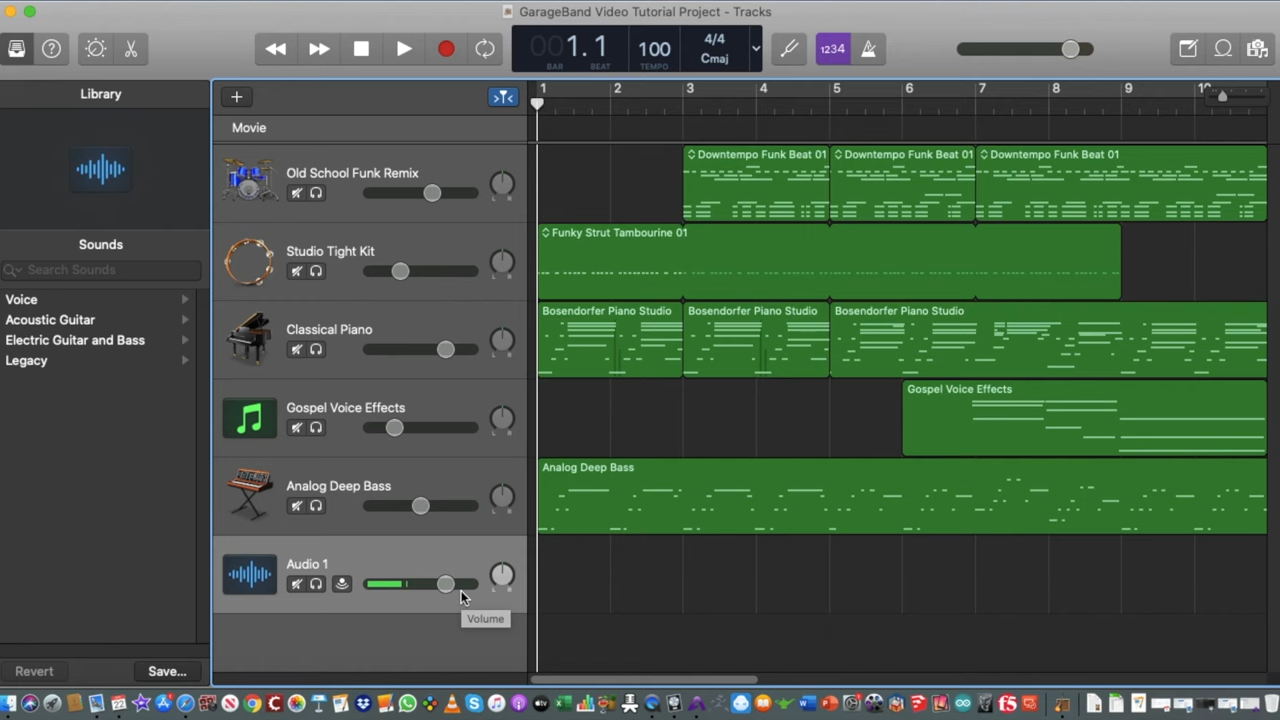 GarageBand Video Tutorial Project - Tracks
001.1
BAR BEAT
100
TEMPO
4/4
Cmaj
1234
Library
Sounds
Search Sounds
Voice
Acoustic Guitar
Electric Guitar and Bass
Legacy
Revert
Save...
1 2 3 4 5 6 7 8 9 10
Movie
Old School Funk Remix
L R
Downtempo Funk Beat 01
Downtempo Funk Beat 01
Downtempo Funk Beat 01
Studio Tight Kit
L R
Funky Strut Tambourine 01
Classical Piano
L R
Bosendorfer Piano Studio
Bosendorfer Piano Studio
Bosendorfer Piano Studio
Gospel Voice Effects
L R
Gospel Voice Effects
Analog Deep Bass
L R
Analog Deep Bass
Audio 1
L R
Volume